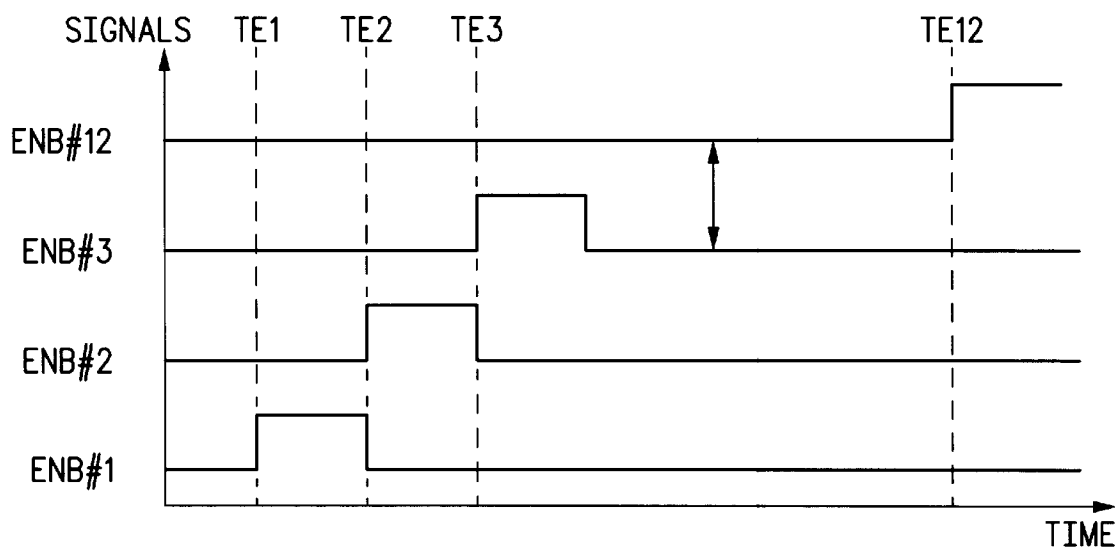 SIGNALS TE1 TE2 TE3 TE12
ENB#12
ENB#3
ENB#2
ENB#1
TIME